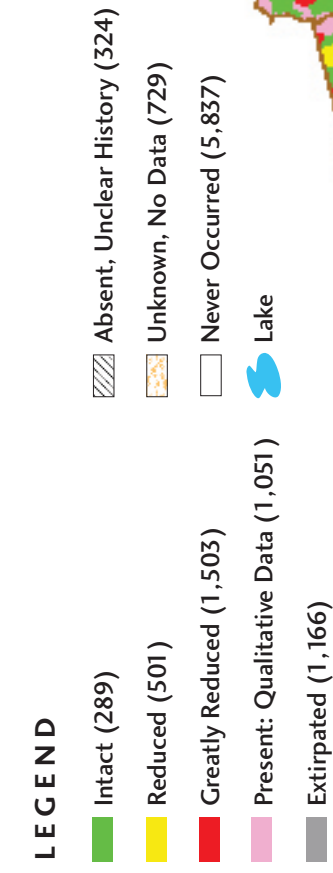 LEGEND
Intact (289)
Reduced (501)
Greatly Reduced (1,503)
Present: Qualitative Data (1,051)
Extirpated (1,166)
Absent, Unclear History (324)
Unknown, No Data (729)
Never Occurred (5,837)
Lake